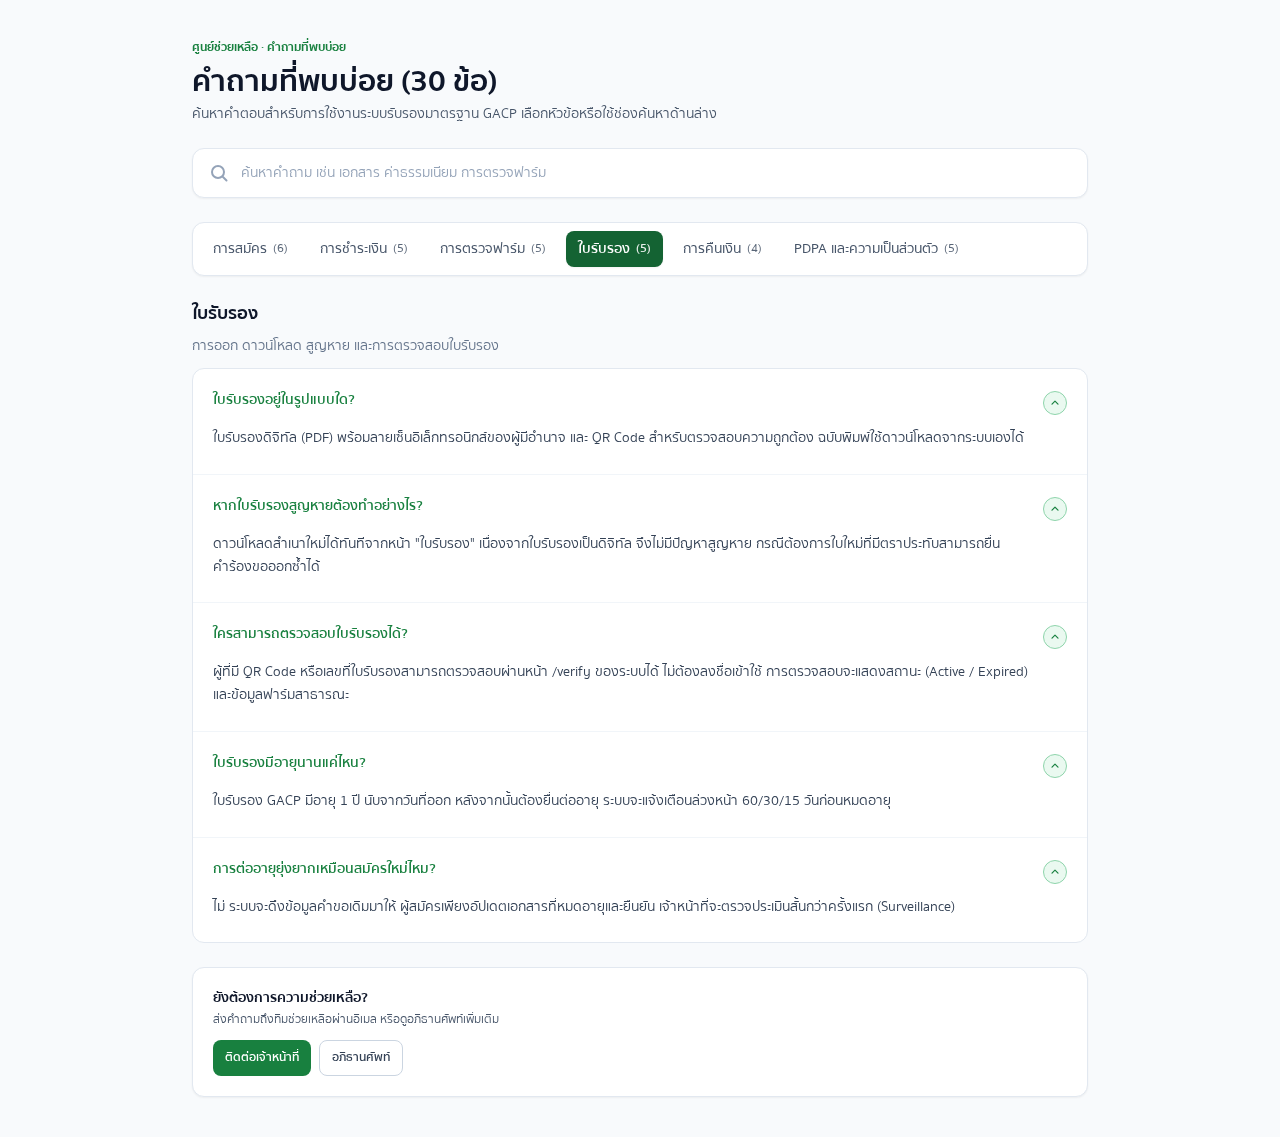 ศูนย์ช่วยเหลือ · คำถามที่พบบ่อย
คำถามที่พบบ่อย (30 ข้อ)
ค้นหาคำตอบสำหรับการใช้งานระบบรับรองมาตรฐาน GACP เลือกหัวข้อหรือใช้ช่องค้นหาด้านล่าง
ค้นหาคำถาม เช่น เอกสาร ค่าธรรมเนียม การตรวจฟาร์ม
การสมัคร (6) การชำระเงิน (5) การตรวจฟาร์ม (5) ใบรับรอง (5) การคืนเงิน (4) PDPA และความเป็นส่วนตัว (5)
ใบรับรอง
การออก ดาวน์โหลด สูญหาย และการตรวจสอบใบรับรอง
ใบรับรองอยู่ในรูปแบบใด?
ใบรับรองดิจิทัล (PDF) พร้อมลายเซ็นอิเล็กทรอนิกส์ของผู้มีอำนาจ และ QR Code สำหรับตรวจสอบความถูกต้อง ฉบับพิมพ์ใช้ดาวน์โหลดจากระบบเองได้
หากใบรับรองสูญหายต้องทำอย่างไร?
ดาวน์โหลดสำเนาใหม่ได้ทันทีจากหน้า "ใบรับรอง" เนื่องจากใบรับรองเป็นดิจิทัล จึงไม่มีปัญหาสูญหาย กรณีต้องการใบใหม่ที่มีตราประทับสามารถยื่น
คำร้องขอออกซ้ำได้
ใครสามารถตรวจสอบใบรับรองได้?
ผู้ที่มี QR Code หรือเลขที่ใบรับรองสามารถตรวจสอบผ่านหน้า /verify ของระบบได้ ไม่ต้องลงชื่อเข้าใช้ การตรวจสอบจะแสดงสถานะ (Active / Expired)
และข้อมูลฟาร์มสาธารณะ
ใบรับรองมีอายุนานแค่ไหน?
ใบรับรอง GACP มีอายุ 1 ปี นับจากวันที่ออก หลังจากนั้นต้องยื่นต่ออายุ ระบบจะแจ้งเตือนล่วงหน้า 60/30/15 วันก่อนหมดอายุ
การต่ออายุยุ่งยากเหมือนสมัครใหม่ไหม?
ไม่ ระบบจะดึงข้อมูลคำขอเดิมมาให้ ผู้สมัครเพียงอัปเดตเอกสารที่หมดอายุและยืนยัน เจ้าหน้าที่จะตรวจประเมินสั้นกว่าครั้งแรก (Surveillance)
ยังต้องการความช่วยเหลือ?
ส่งคำถามถึงทีมช่วยเหลือผ่านอีเมล หรือดูอภิธานศัพท์เพิ่มเติม
ติดต่อเจ้าหน้าที่ อภิธานศัพท์